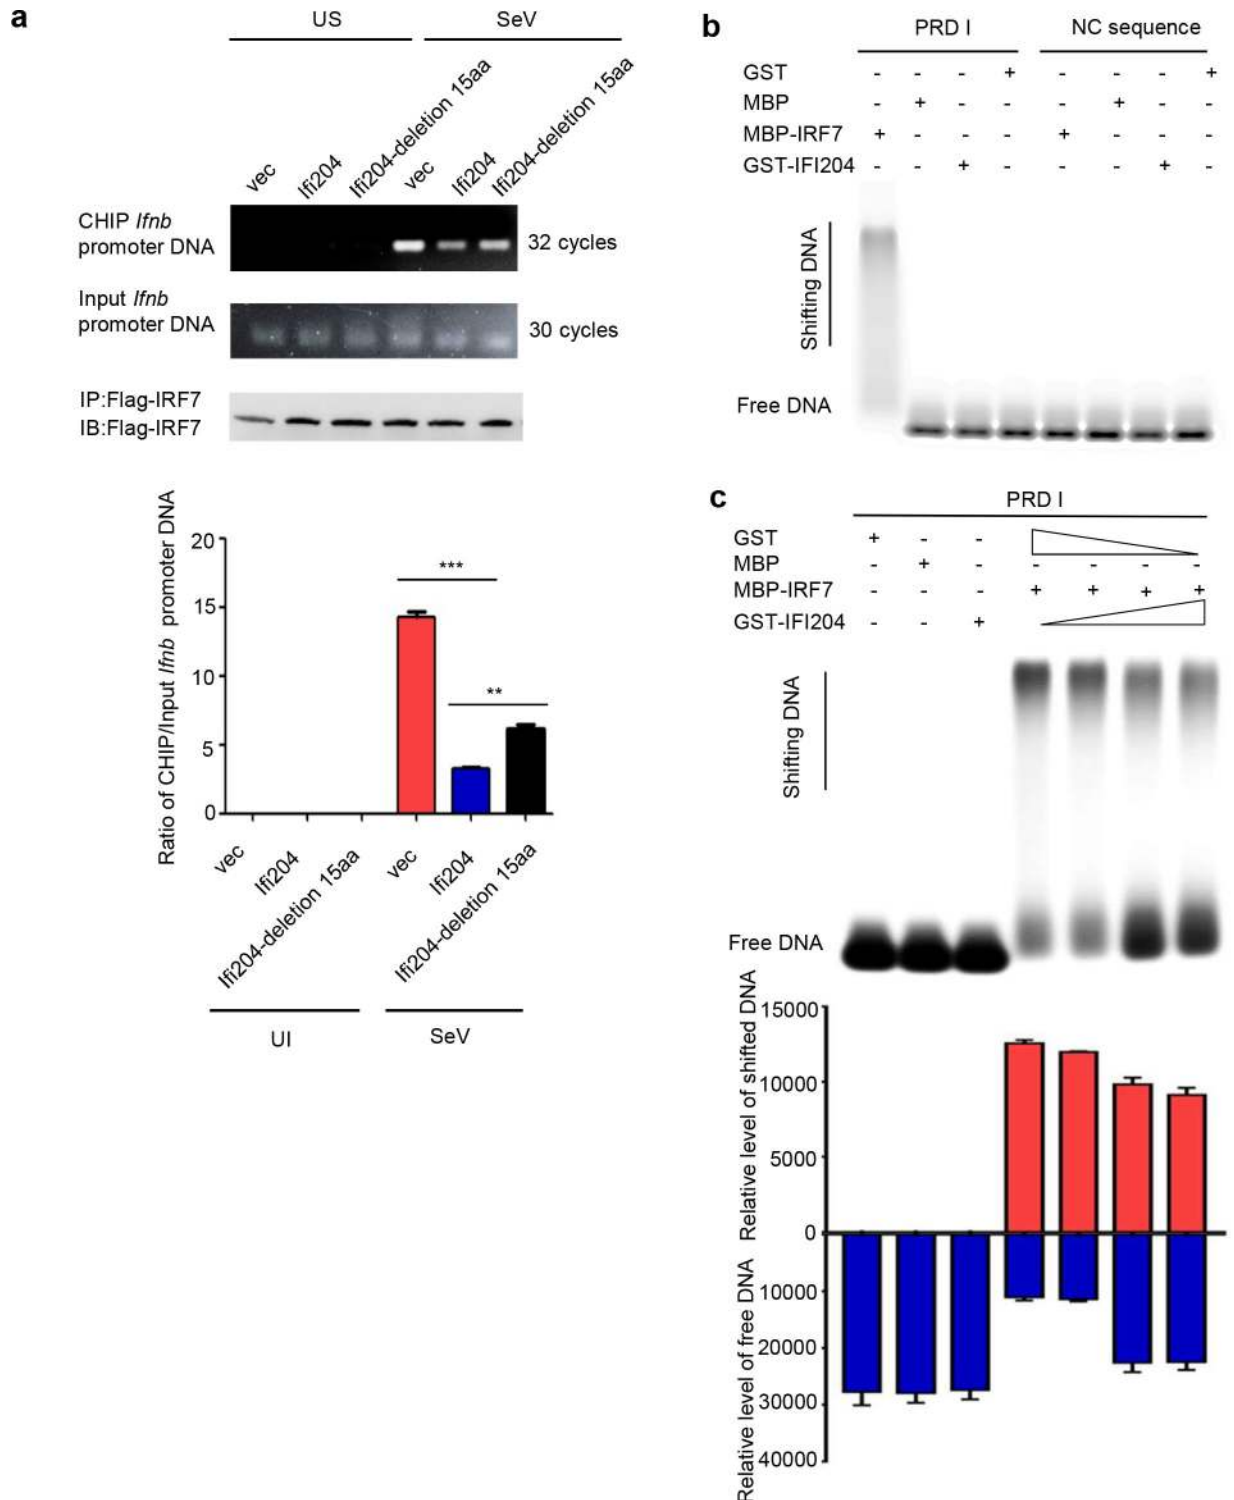 a
US SeV
vec Ifi204 Ifi204-deletion 15aa vec Ifi204 Ifi204-deletion 15aa
CHIP Ifnb
promoter DNA
32 cycles
Input Ifnb
promoter DNA
30 cycles
IP:Flag-IRF7
IB:Flag-IRF7
Ratio of CHIP/Input Ifnb promoter DNA
20
15
10
5
0
***
**
vec Ifi204 Ifi204-deletion 15aa vec Ifi204 Ifi204-deletion 15aa
UI SeV
b
PRD I NC sequence
GST - - - + - - - +
MBP - + - - - + - -
MBP-IRF7 + - - - + - - -
GST-IFI204 - - + - - - + -
Shifting DNA
Free DNA
c
PRD I
GST + - -
MBP - + - - - - -
MBP-IRF7 - - - + + + +
GST-IFI204 - - +
Shifting DNA
Free DNA
Relative level of shifted DNA
15000
10000
5000
0
Relative level of free DNA
10000
20000
30000
40000